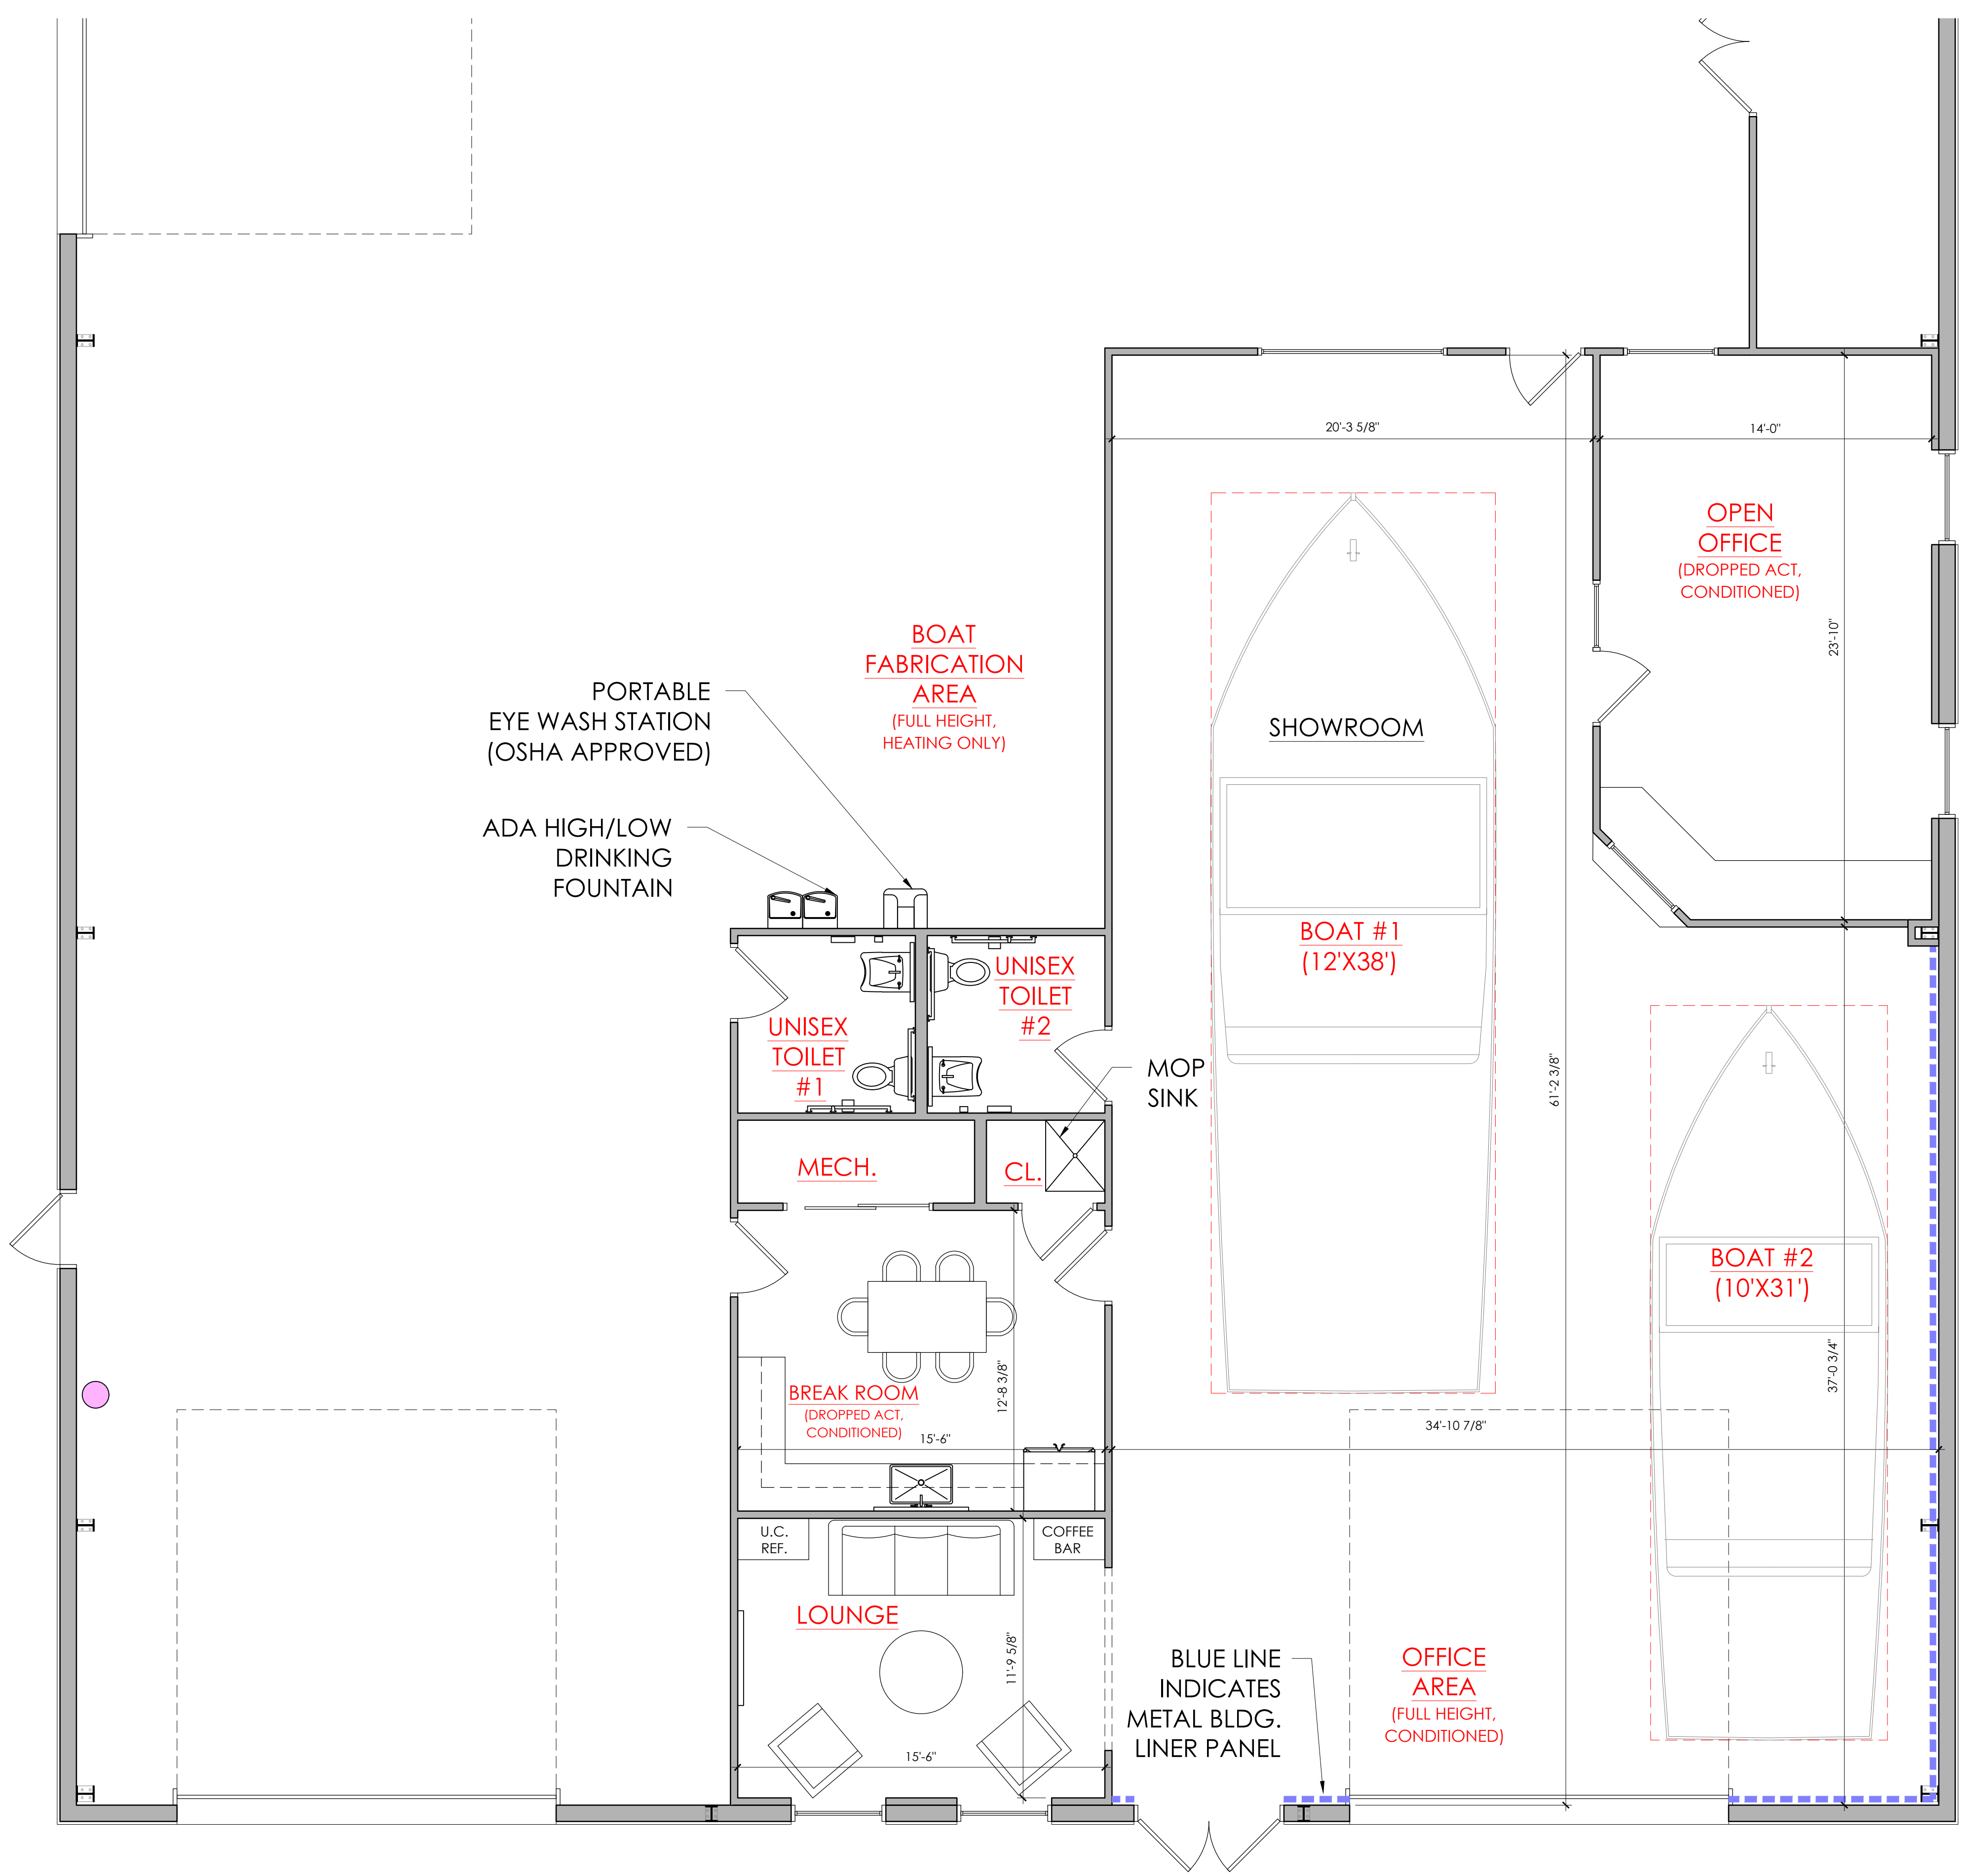 20'-3 5/8"
14'-0"
OPEN
OFFICE
(DROPPED ACT,
CONDITIONED)
23'-10"
BOAT
FABRICATION
AREA
(FULL HEIGHT,
HEATING ONLY)
PORTABLE
EYE WASH STATION
(OSHA APPROVED)
SHOWROOM
ADA HIGH/LOW
DRINKING
FOUNTAIN
BOAT #1
(12'X38')
UNISEX
TOILET
#2
UNISEX
TOILET
#1
MOP
SINK
61'-2 3/8"
MECH.
CL.
BOAT #2
(10'X31')
37'-0 3/4"
12'-8 3/8"
BREAK ROOM
(DROPPED ACT,
CONDITIONED)
15'-6"
34'-10 7/8"
U.C.
REF.
COFFEE
BAR
LOUNGE
11'-9 5/8"
15'-6"
BLUE LINE
INDICATES
METAL BLDG.
LINER PANEL
OFFICE
AREA
(FULL HEIGHT,
CONDITIONED)